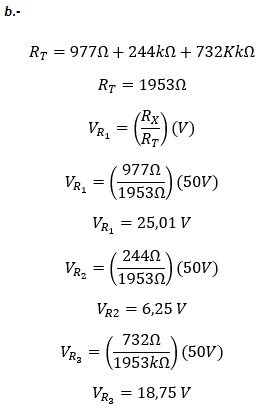 b.-
R_T = 977Ω + 244kΩ + 732KkΩ
R_T = 1953Ω
V_{R_1} = (R_X / R_T) (V)
V_{R_1} = (977Ω / 1953Ω) (50V)
V_{R_1} = 25,01 V
V_{R_2} = (244Ω / 1953Ω) (50V)
V_{R2} = 6,25 V
V_{R_3} = (732Ω / 1953kΩ) (50V)
V_{R_3} = 18,75 V